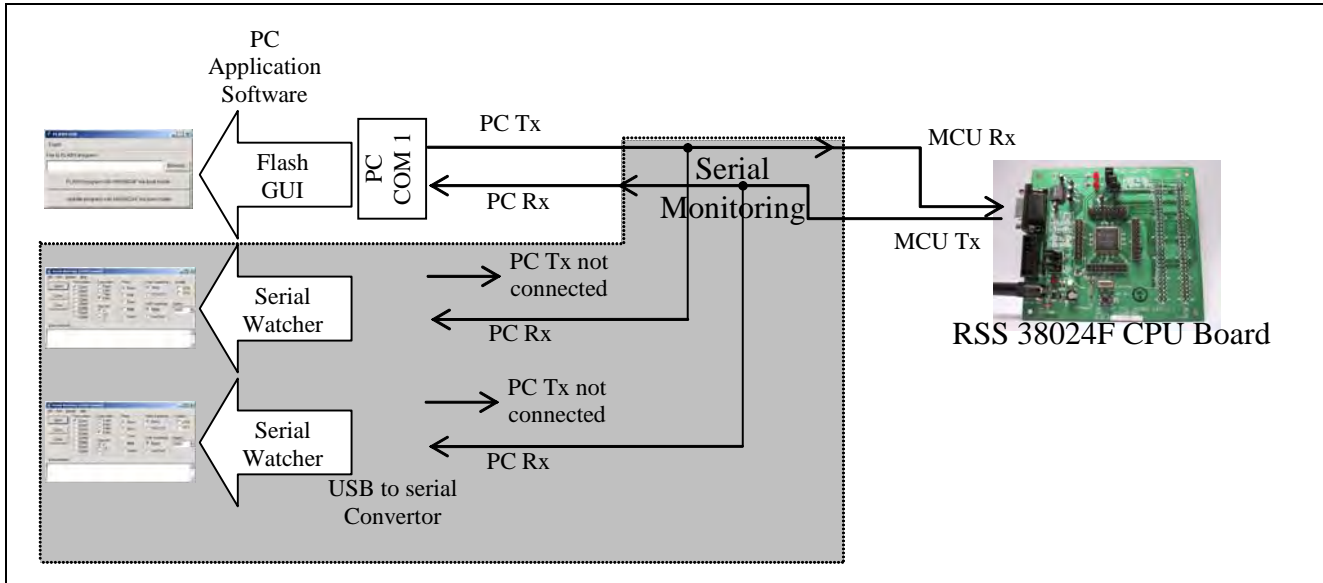 PC
Application
Software
Flash
GUI
PC
COM 1
PC Tx
PC Rx
Serial
Monitoring
MCU Rx
MCU Tx
RSS 38024F CPU Board
Serial
Watcher
PC Tx not
connected
PC Rx
Serial
Watcher
PC Tx not
connected
PC Rx
USB to serial
Convertor